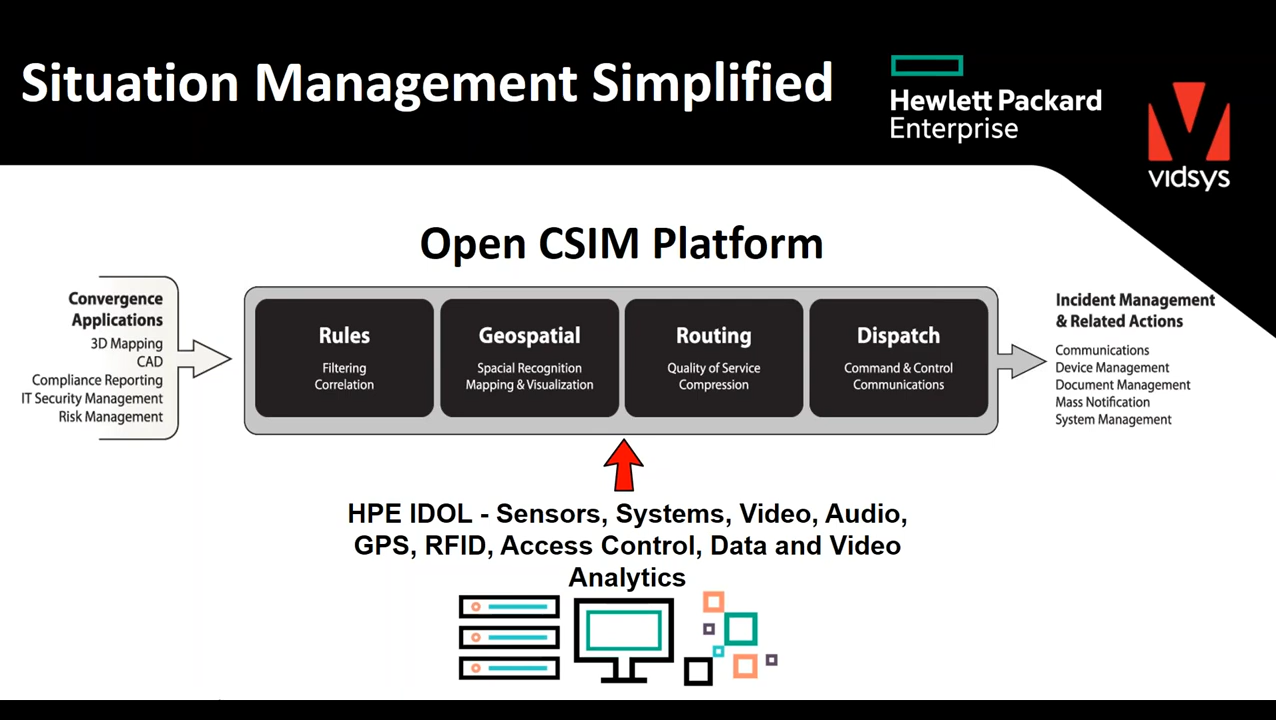 Situation Management Simplified
Hewlett Packard
Enterprise
vidsys
Open CSIM Platform
Convergence
Applications
3D Mapping
CAD
Compliance Reporting
IT Security Management
Risk Management
Rules
Filtering
Correlation
Geospatial
Spacial Recognition
Mapping & Visualization
Routing
Quality of Service
Compression
Dispatch
Command & Control
Communications
Incident Management
& Related Actions
Communications
Device Management
Document Management
Mass Notification
System Management
HPE IDOL - Sensors, Systems, Video, Audio,
GPS, RFID, Access Control, Data and Video
Analytics